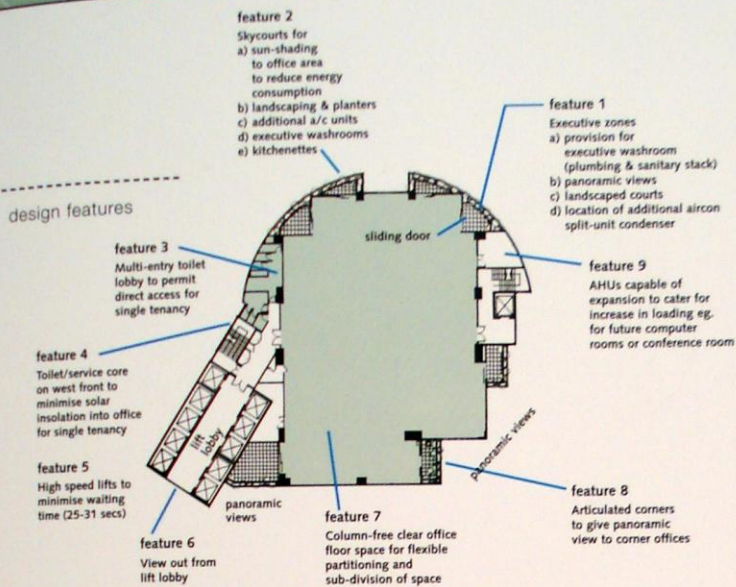 feature 2
Skycourts for
a) sun-shading
to office area
to reduce energy
consumption
b) landscaping & planters
c) additional a/c units
d) executive washrooms
e) kitchenettes
feature 1
Executive zones
a) provision for
executive washroom
(plumbing & sanitary stack)
b) panoramic views
c) landscaped courts
d) location of additional aircon
split-unit condenser
design features
sliding door
feature 3
Multi-entry toilet
lobby to permit
direct access for
single tenancy
feature 9
AHUs capable of
expansion to cater for
increase in loading eg.
for future computer
rooms or conference room
feature 4
Toilet/service core
on west front to
minimise solar
insolation into office
for single tenancy
lift
lobby
panoramic views
feature 5
High speed lifts to
minimise waiting
time (25-31 secs)
panoramic
views
feature 6
View out from
lift lobby
feature 7
Column-free clear office
floor space for flexible
partitioning and
sub-division of space
feature 8
Articulated corners
to give panoramic
view to corner offices